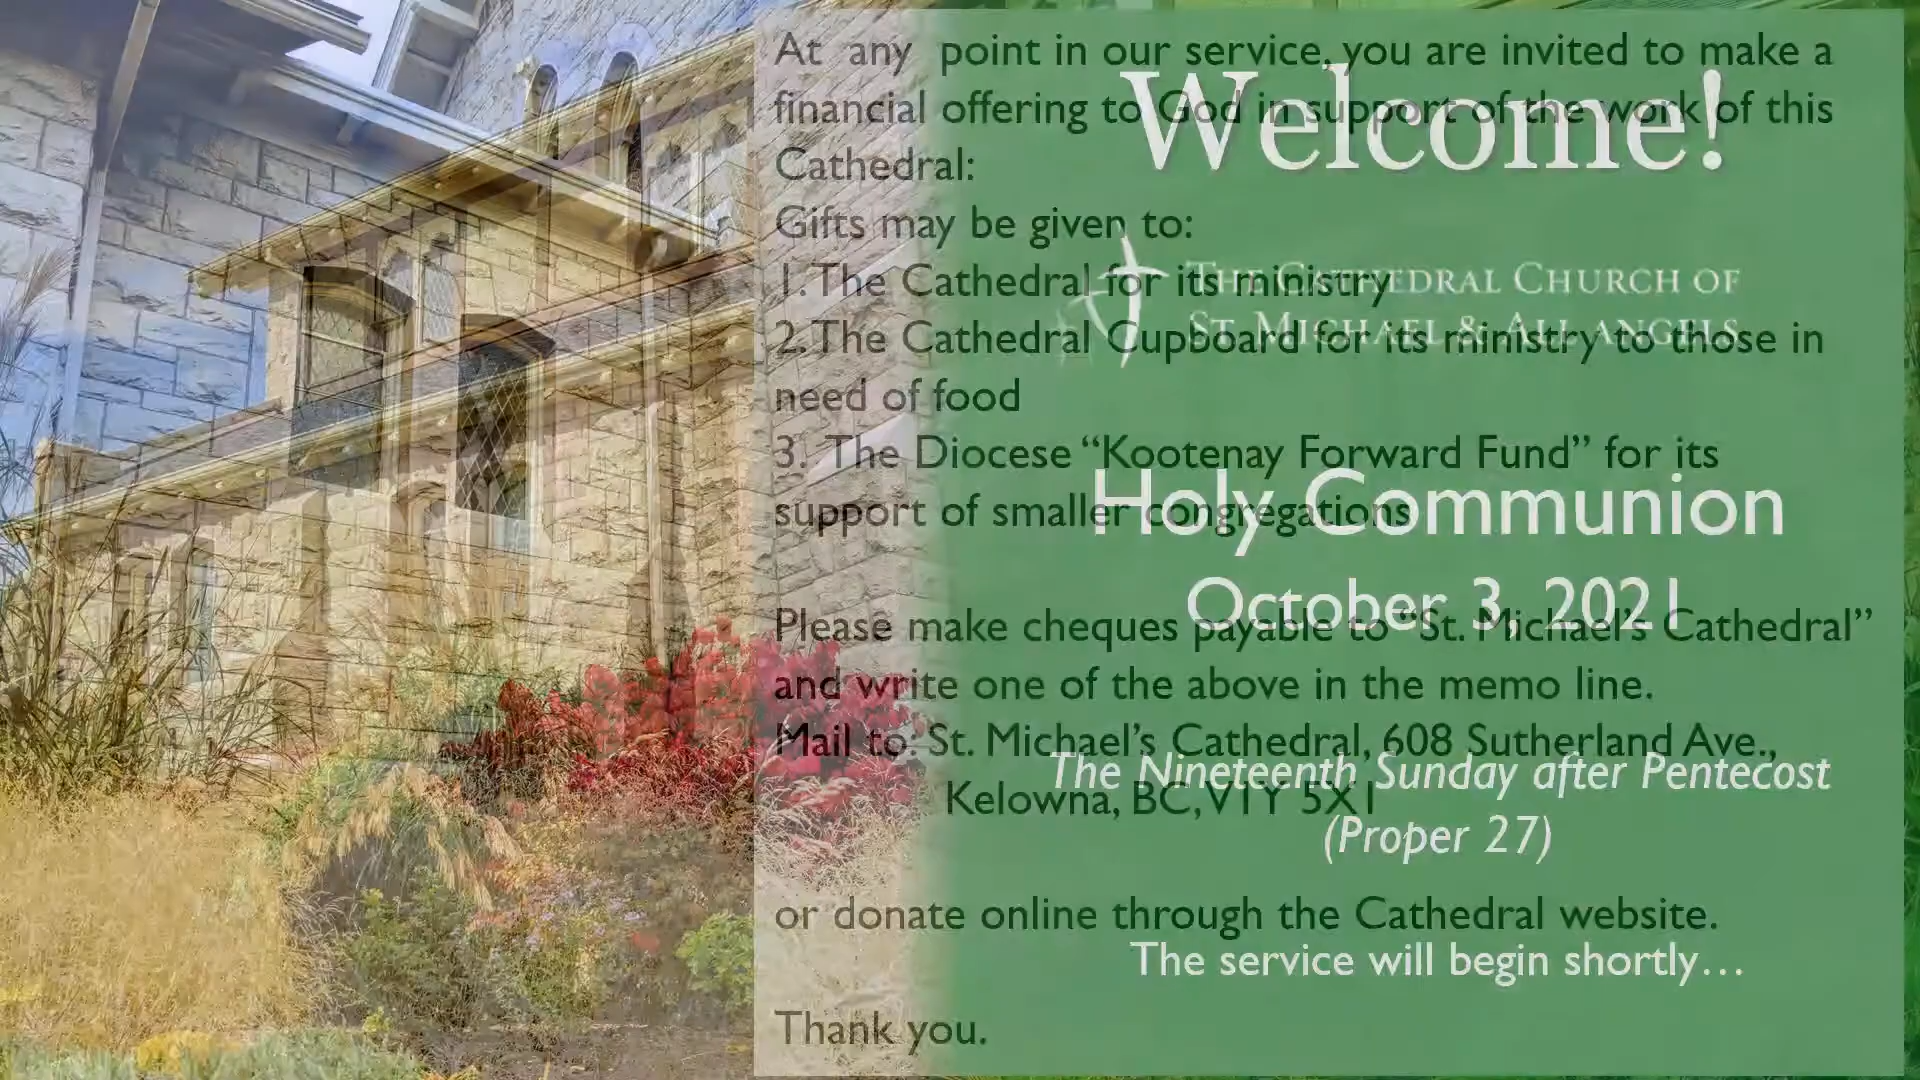 At any point in our service, you are invited to make a
financial offering to God in support of the work of this
Cathedral:
Gifts may be given to:
1. The Cathedral for its ministry
2. The Cathedral Cupboard for its ministry to those in
need of food
3. The Diocese “Kootenay Forward Fund” for its
support of smaller congregations
Please make cheques payable to “St. Michael’s Cathedral”
and write one of the above in the memo line.
Mail to: St. Michael’s Cathedral, 608 Sutherland Ave.,
Kelowna, BC, V1Y 5X1
or donate online through the Cathedral website.
Thank you.
Welcome!
The Cathedral Church of
St. Michael & All Angels
Holy Communion
October 3, 2021
The Nineteenth Sunday after Pentecost
(Proper 27)
The service will begin shortly…